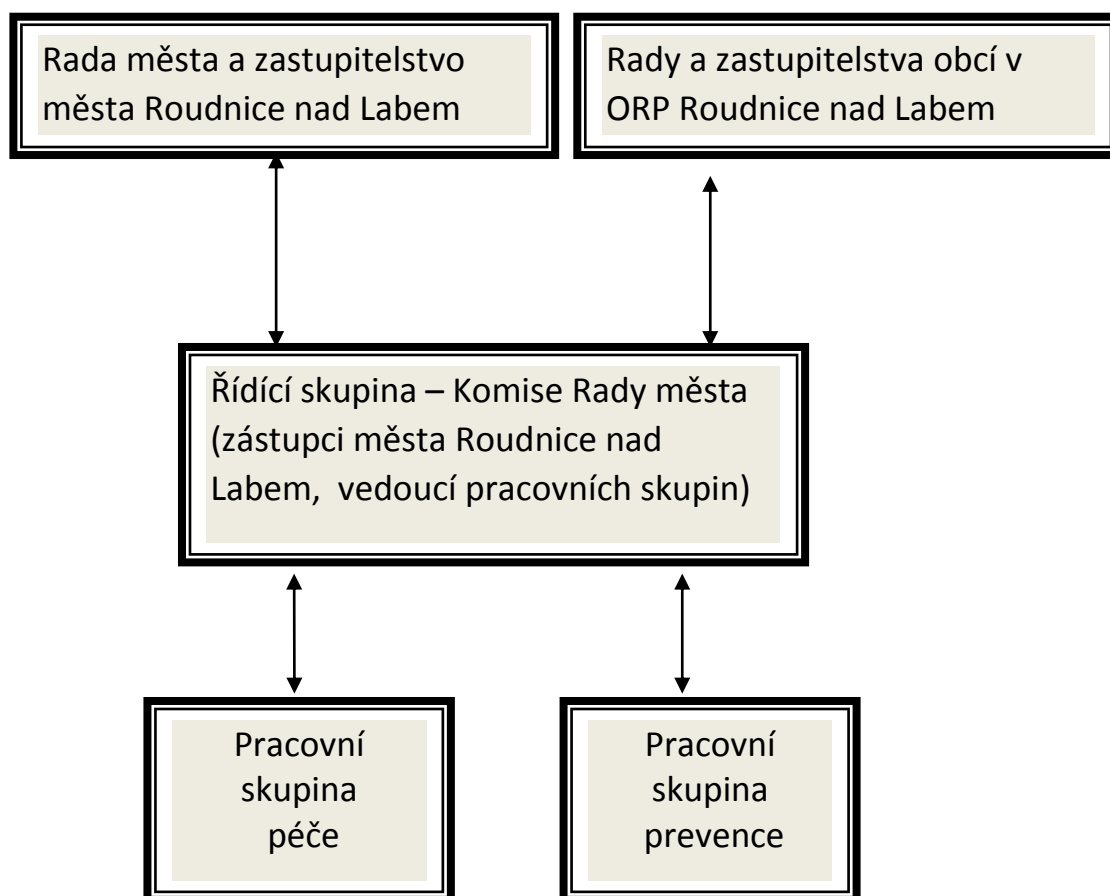 Rada města a zastupitelstvo
města Roudnice nad Labem
Rady a zastupitelstva obcí v
ORP Roudnice nad Labem
Řídící skupina – Komise Rady města
(zástupci města Roudnice nad
Labem,  vedoucí pracovních skupin)
Pracovní
skupina
péče
Pracovní
skupina
prevence